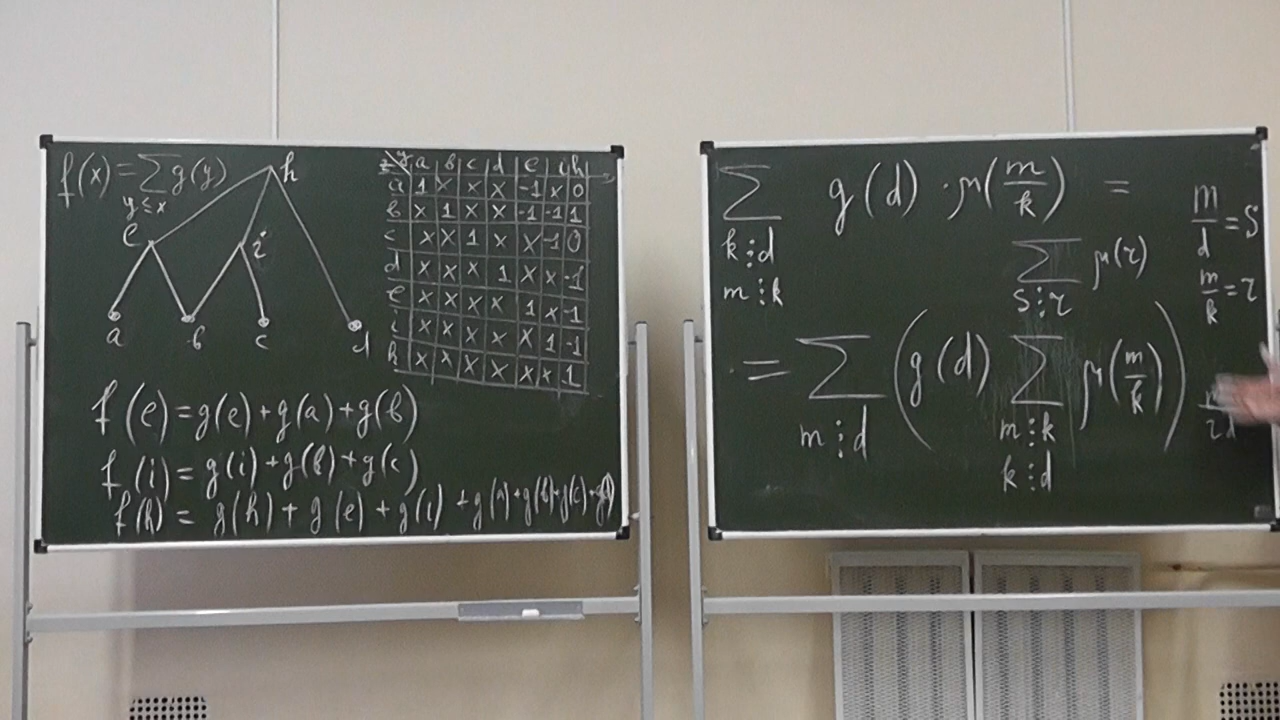 f(x) = ∑ g(y)
y ≤ x
h
e
i
a
b
c
d
z\y a b c d e i h
a 1 x x x -1 x 0
b x 1 x x -1 -1 1
c x x 1 x x -1 0
d x x x 1 x x -1
e x x x x 1 x -1
i x x x x x 1 -1
h x x x x x x 1
f(e) = g(e) + g(a) + g(b)
f(i) = g(i) + g(b) + g(c)
f(h) = g(h) + g(e) + g(i) + g(a) + g(b) + g(c) + g(d)
∑ g(d) · μ(m/k) =
k ⋮ d
m ⋮ k
m/d = s
m/k = r
∑ μ(r)
s ⋮ r
= ∑ (g(d) ∑ μ(m/k))
m ⋮ d
m ⋮ k
k ⋮ d